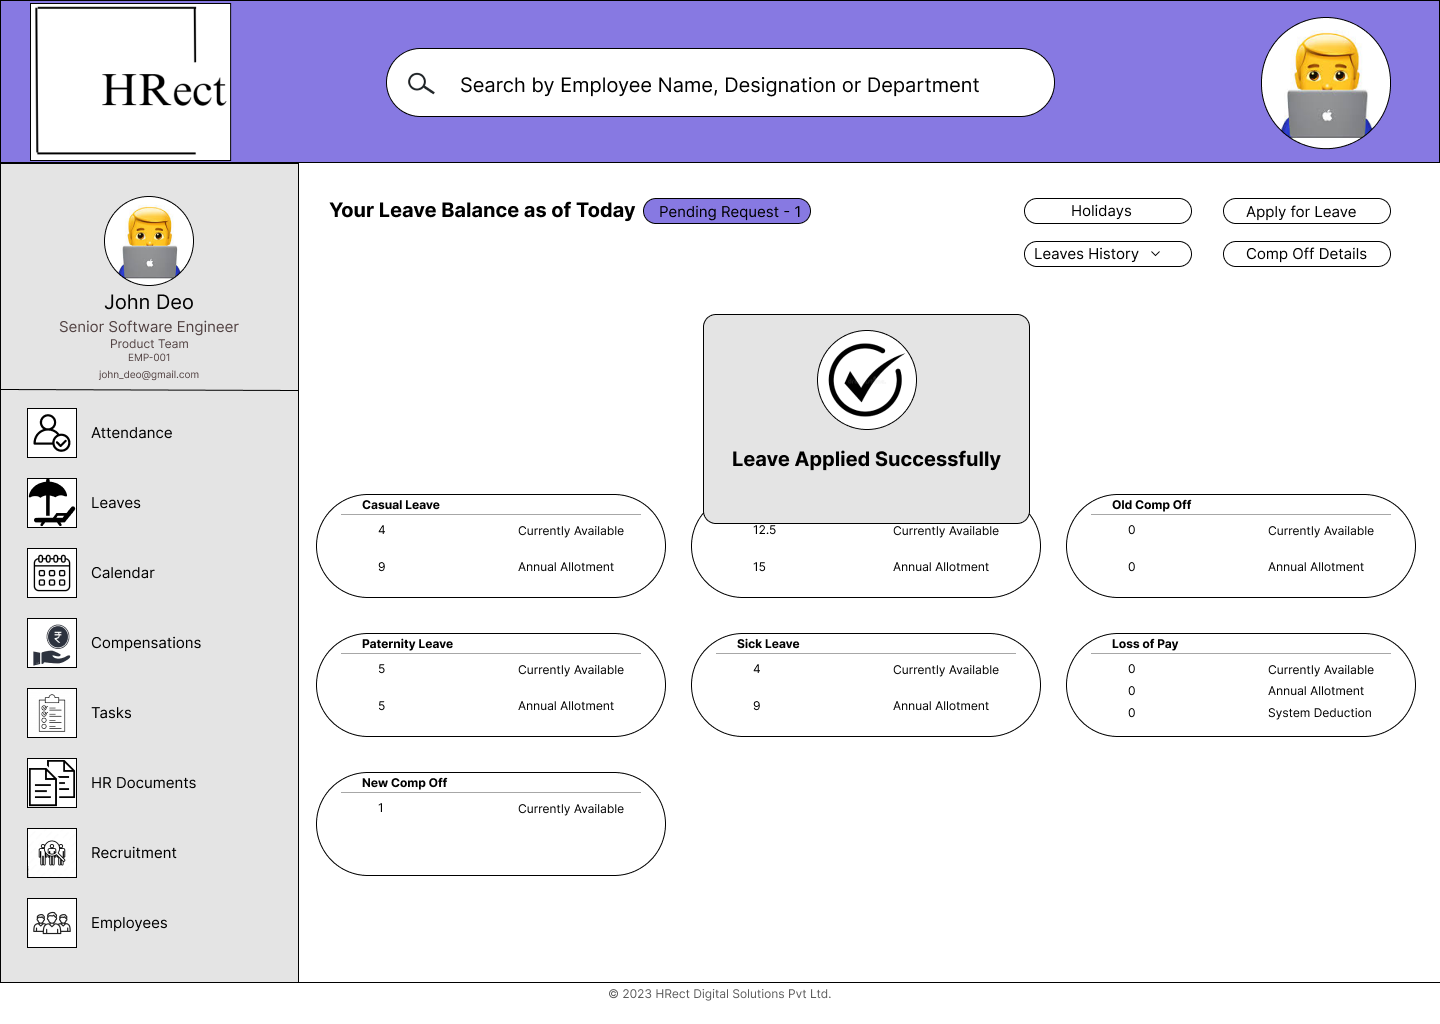 HRect
Search by Employee Name, Designation or Department
John Deo
Senior Software Engineer
Product Team
EMP-001
john_deo@gmail.com
Attendance
Leaves
Calendar
Compensations
Tasks
HR Documents
Recruitment
Employees
Your Leave Balance as of Today
Pending Request - 1
Holidays
Apply for Leave
Leaves History
Comp Off Details
Leave Applied Successfully
Casual Leave
4 Currently Available
9 Annual Allotment
12.5 Currently Available
15 Annual Allotment
Old Comp Off
0 Currently Available
0 Annual Allotment
Paternity Leave
5 Currently Available
5 Annual Allotment
Sick Leave
4 Currently Available
9 Annual Allotment
Loss of Pay
0 Currently Available
0 Annual Allotment
0 System Deduction
New Comp Off
1 Currently Available
© 2023 HRect Digital Solutions Pvt Ltd.